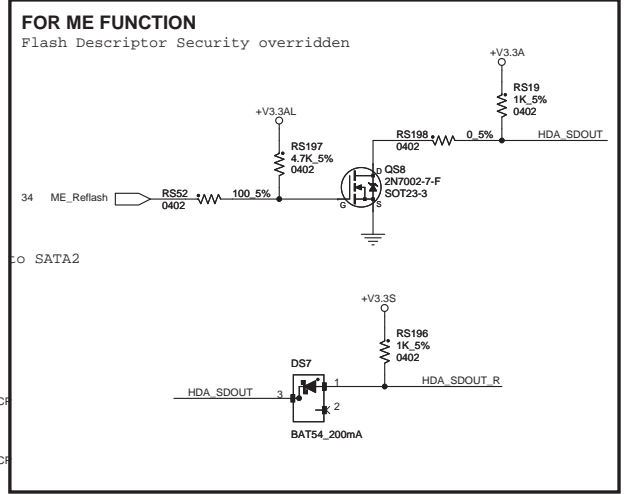 FOR ME FUNCTION
Flash Descriptor Security overridden
+V3.3A
RS19
1K_5%
0402
+V3.3AL
RS197
4.7K_5%
0402
RS198
0402
0_5%
HDA_SDOUT
D
QS8
2N7002-7-F
SOT23-3
G
S
34
ME_Reflash
RS52
0402
100_5%
to SATA2
+V3.3S
RS196
1K_5%
0402
DS7
HDA_SDOUT
3
1
HDA_SDOUT_R
2
BAT54_200mA